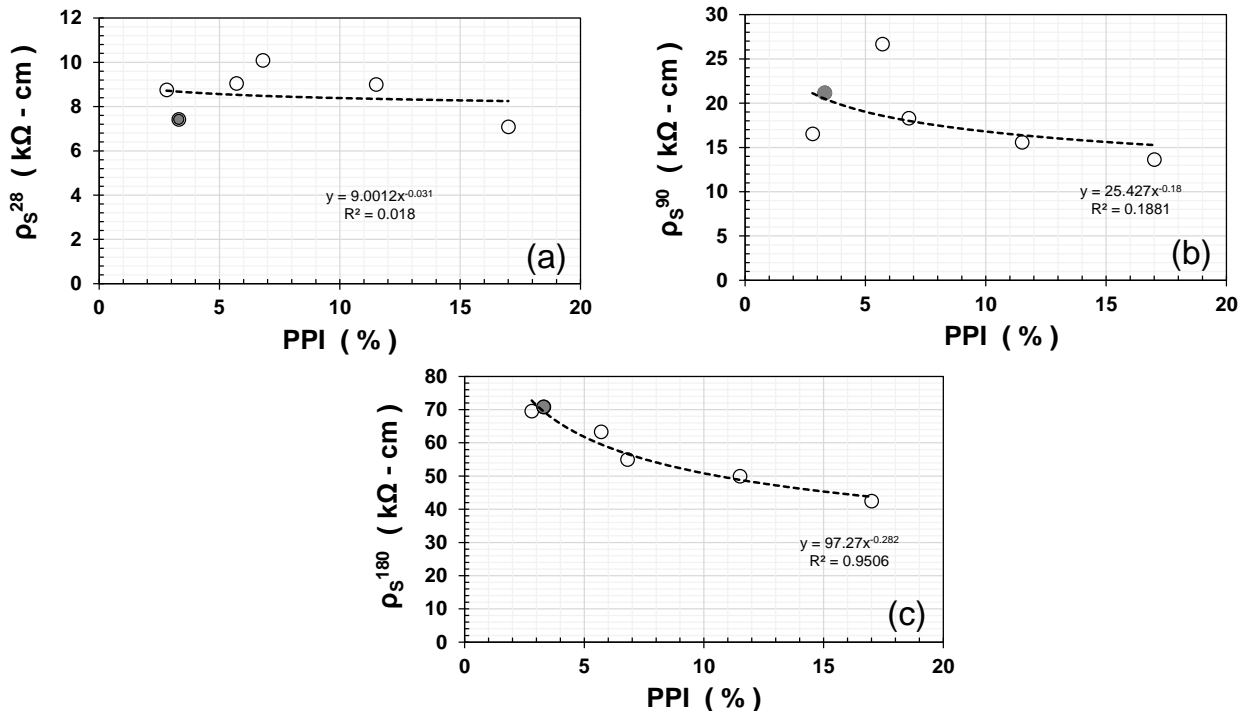 12
10
8
6
4
2
0
ρS28 ( kΩ - cm )
y = 9.0012x-0.031
R² = 0.018
(a)
0 5 10 15 20
PPI ( % )
30
25
20
15
10
5
0
ρS90 ( kΩ - cm )
y = 25.427x-0.18
R² = 0.1881
(b)
0 5 10 15 20
PPI ( % )
80
70
60
50
40
30
20
10
0
ρS180 ( kΩ - cm )
y = 97.27x-0.282
R² = 0.9506
(c)
0 5 10 15 20
PPI ( % )